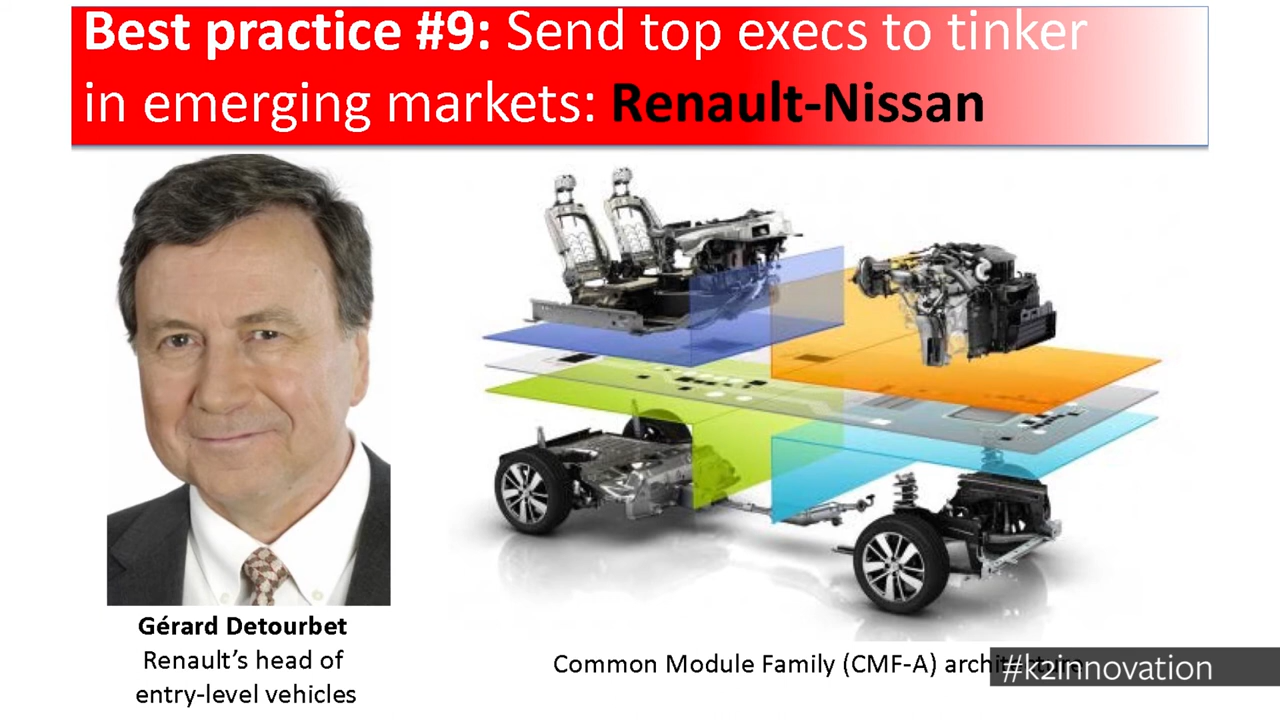 Best practice #9: Send top execs to tinker
in emerging markets: Renault-Nissan
Gérard Detourbet
Renault's head of
entry-level vehicles
Common Module Family (CMF-A)
#k2innovation